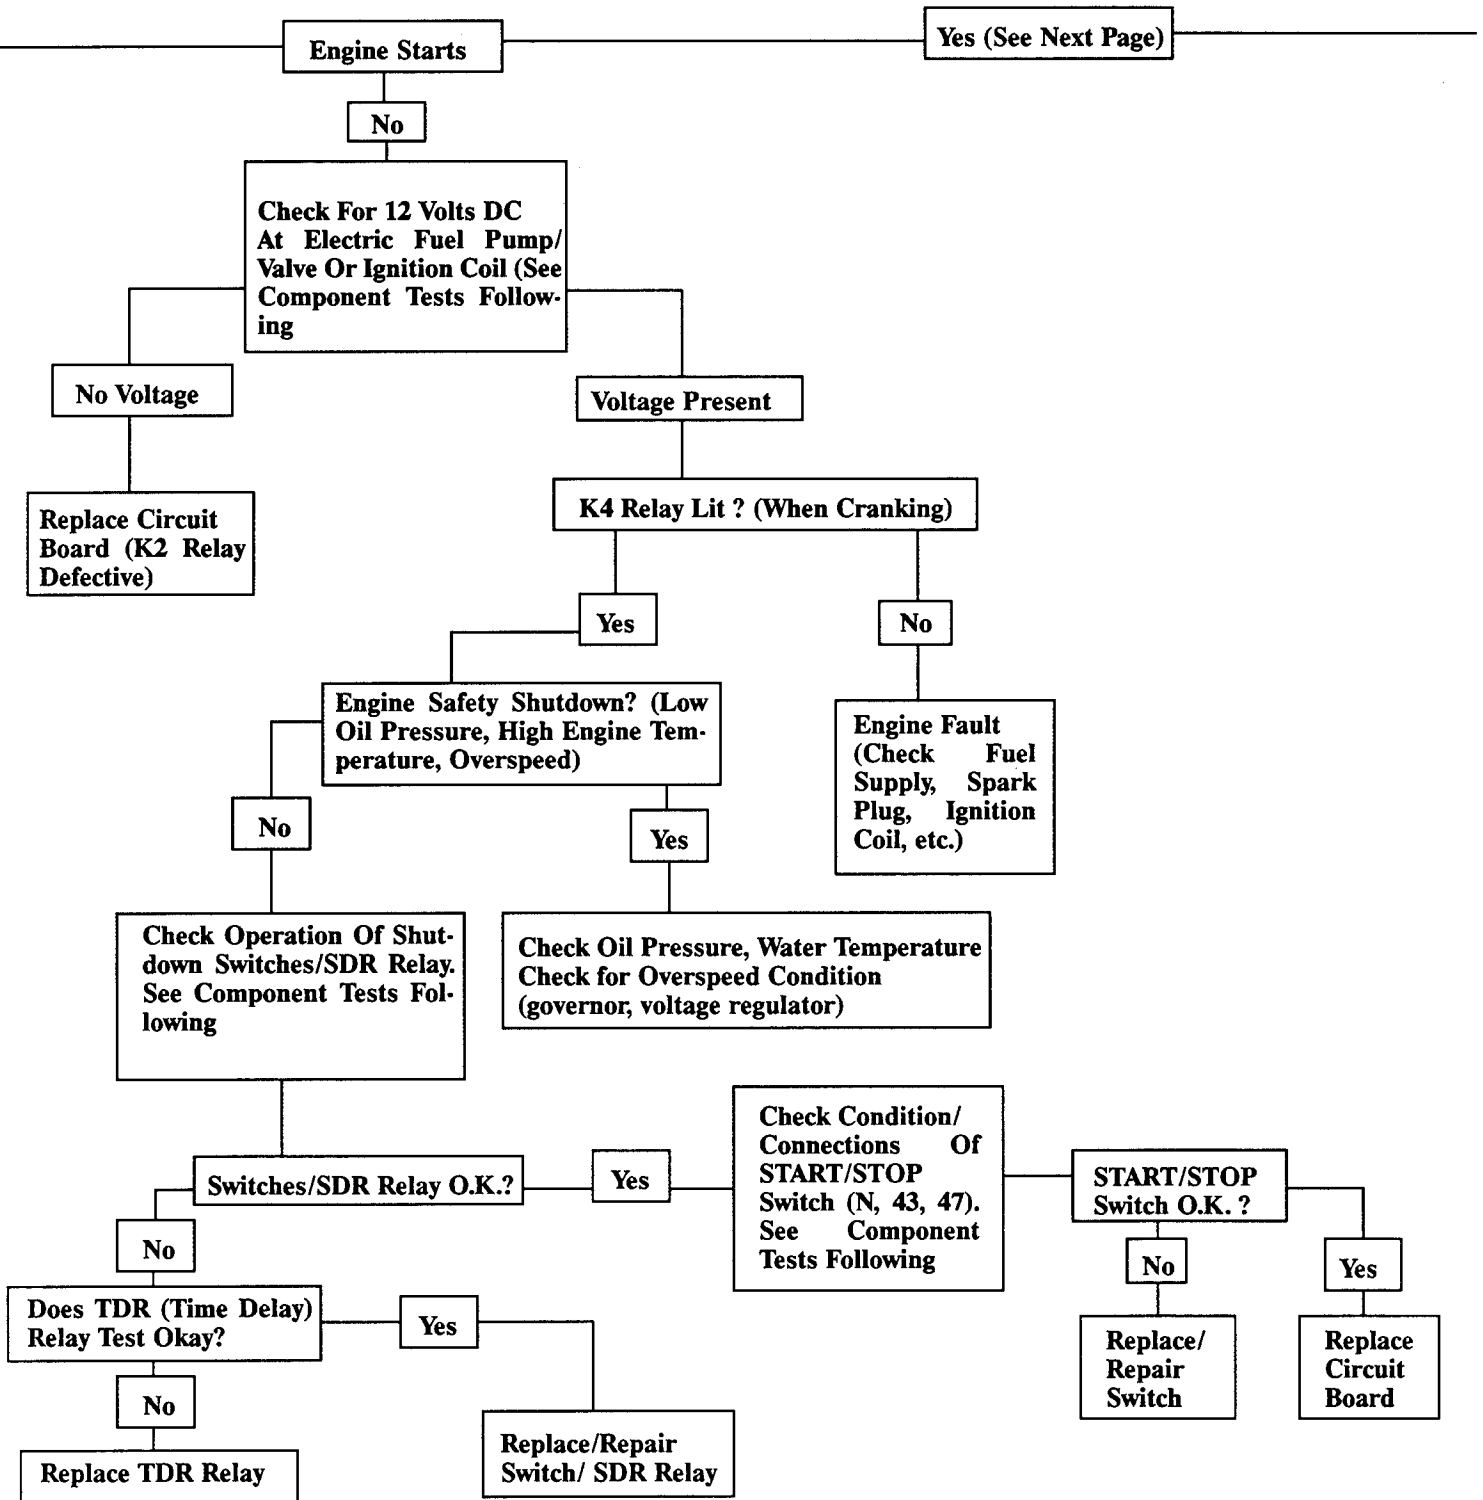 Engine Starts
Yes (See Next Page)
No
Check For 12 Volts DC
At Electric Fuel Pump/
Valve Or Ignition Coil (See
Component Tests Follow-
ing
No Voltage
Voltage Present
Replace Circuit
Board (K2 Relay
Defective)
K4 Relay Lit ? (When Cranking)
Yes
No
Engine Safety Shutdown? (Low
Oil Pressure, High Engine Tem-
perature, Overspeed)
Engine Fault
(Check Fuel
Supply, Spark
Plug, Ignition
Coil, etc.)
No
Yes
Check Operation Of Shut-
down Switches/SDR Relay.
See Component Tests Fol-
lowing
Check Oil Pressure, Water Temperature
Check for Overspeed Condition
(governor, voltage regulator)
Switches/SDR Relay O.K.?
Yes
Check Condition/
Connections Of
START/STOP
Switch (N, 43, 47).
See Component
Tests Following
START/STOP
Switch O.K. ?
No
No
Yes
Does TDR (Time Delay)
Relay Test Okay?
Yes
Replace/
Repair
Switch
Replace
Circuit
Board
No
Replace/Repair
Switch/ SDR Relay
Replace TDR Relay